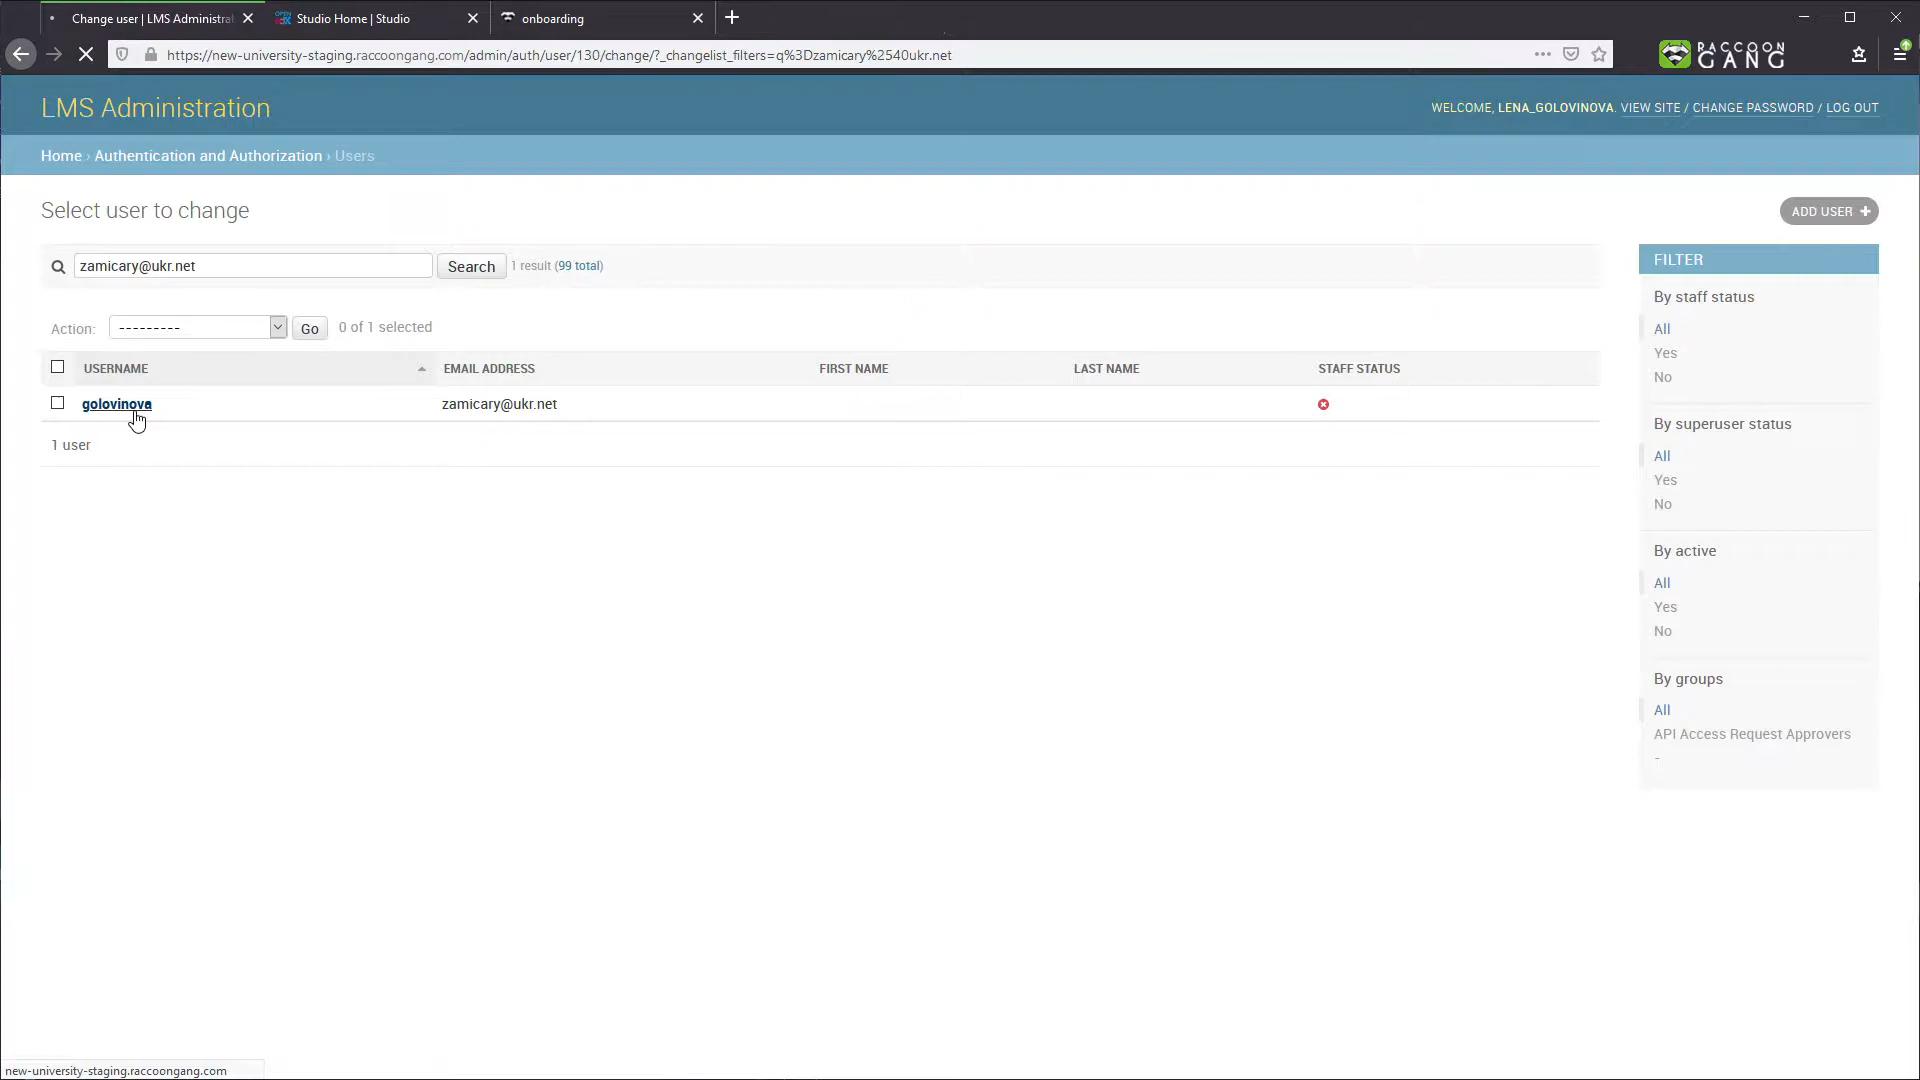 Change user | LMS Administrat
Studio Home | Studio
onboarding
https://new-university-staging.raccoongang.com/admin/auth/user/130/change/?_changelist_filters=q%3Dzamicary%2540ukr.net
RACCOON
GANG
LMS Administration
WELCOME, LENA_GOLOVINOVA. VIEW SITE / CHANGE PASSWORD / LOG OUT
Home › Authentication and Authorization › Users
Select user to change
ADD USER +
zamicary@ukr.net
Search
1 result (99 total)
Action:
---------
Go
0 of 1 selected
USERNAME
EMAIL ADDRESS
FIRST NAME
LAST NAME
STAFF STATUS
golovinova
zamicary@ukr.net
1 user
FILTER
By staff status
All
Yes
No
By superuser status
All
Yes
No
By active
All
Yes
No
By groups
All
API Access Request Approvers
-
new-university-staging.raccoongang.com